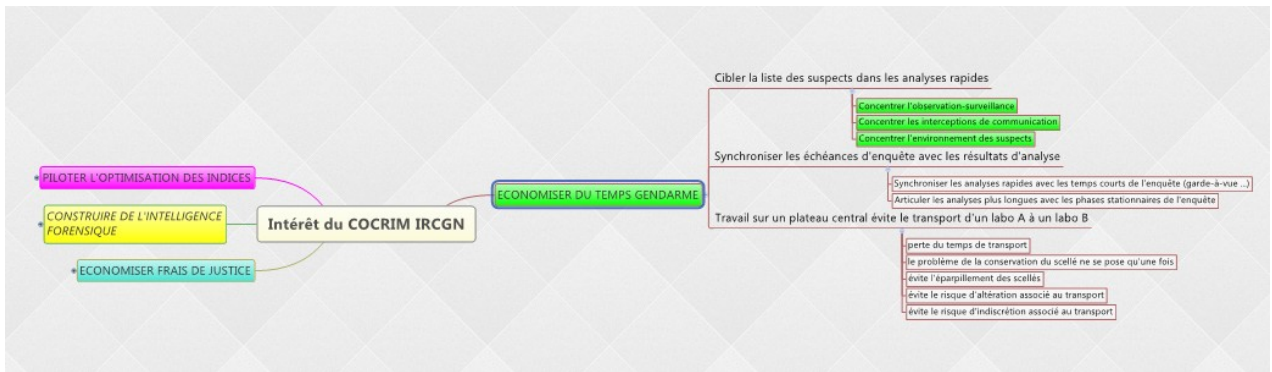 PILOTER L'OPTIMISATION DES INDICES
CONSTRUIRE DE L'INTELLIGENCE
FORENSIQUE
ECONOMISER FRAIS DE JUSTICE
Intérêt du COCRIM IRCGN
ECONOMISER DU TEMPS GENDARME
Cibler la liste des suspects dans les analyses rapides
Concentrer l'observation-surveillance
Concentrer les interceptions de communication
Concentrer l'environnement des suspects
Synchroniser les échéances d'enquête avec les résultats d'analyse
Synchroniser les analyses rapides avec les temps courts de l'enquête (garde-à-vue ...)
Articuler les analyses plus longues avec les phases stationnaires de l'enquête
Travail sur un plateau central évite le transport d'un labo A à un labo B
perte du temps de transport
le problème de la conservation du scellé ne se pose qu'une fois
évite l'éparpillement des scellés
évite le risque d'altération associé au transport
évite le risque d'indiscrétion associé au transport